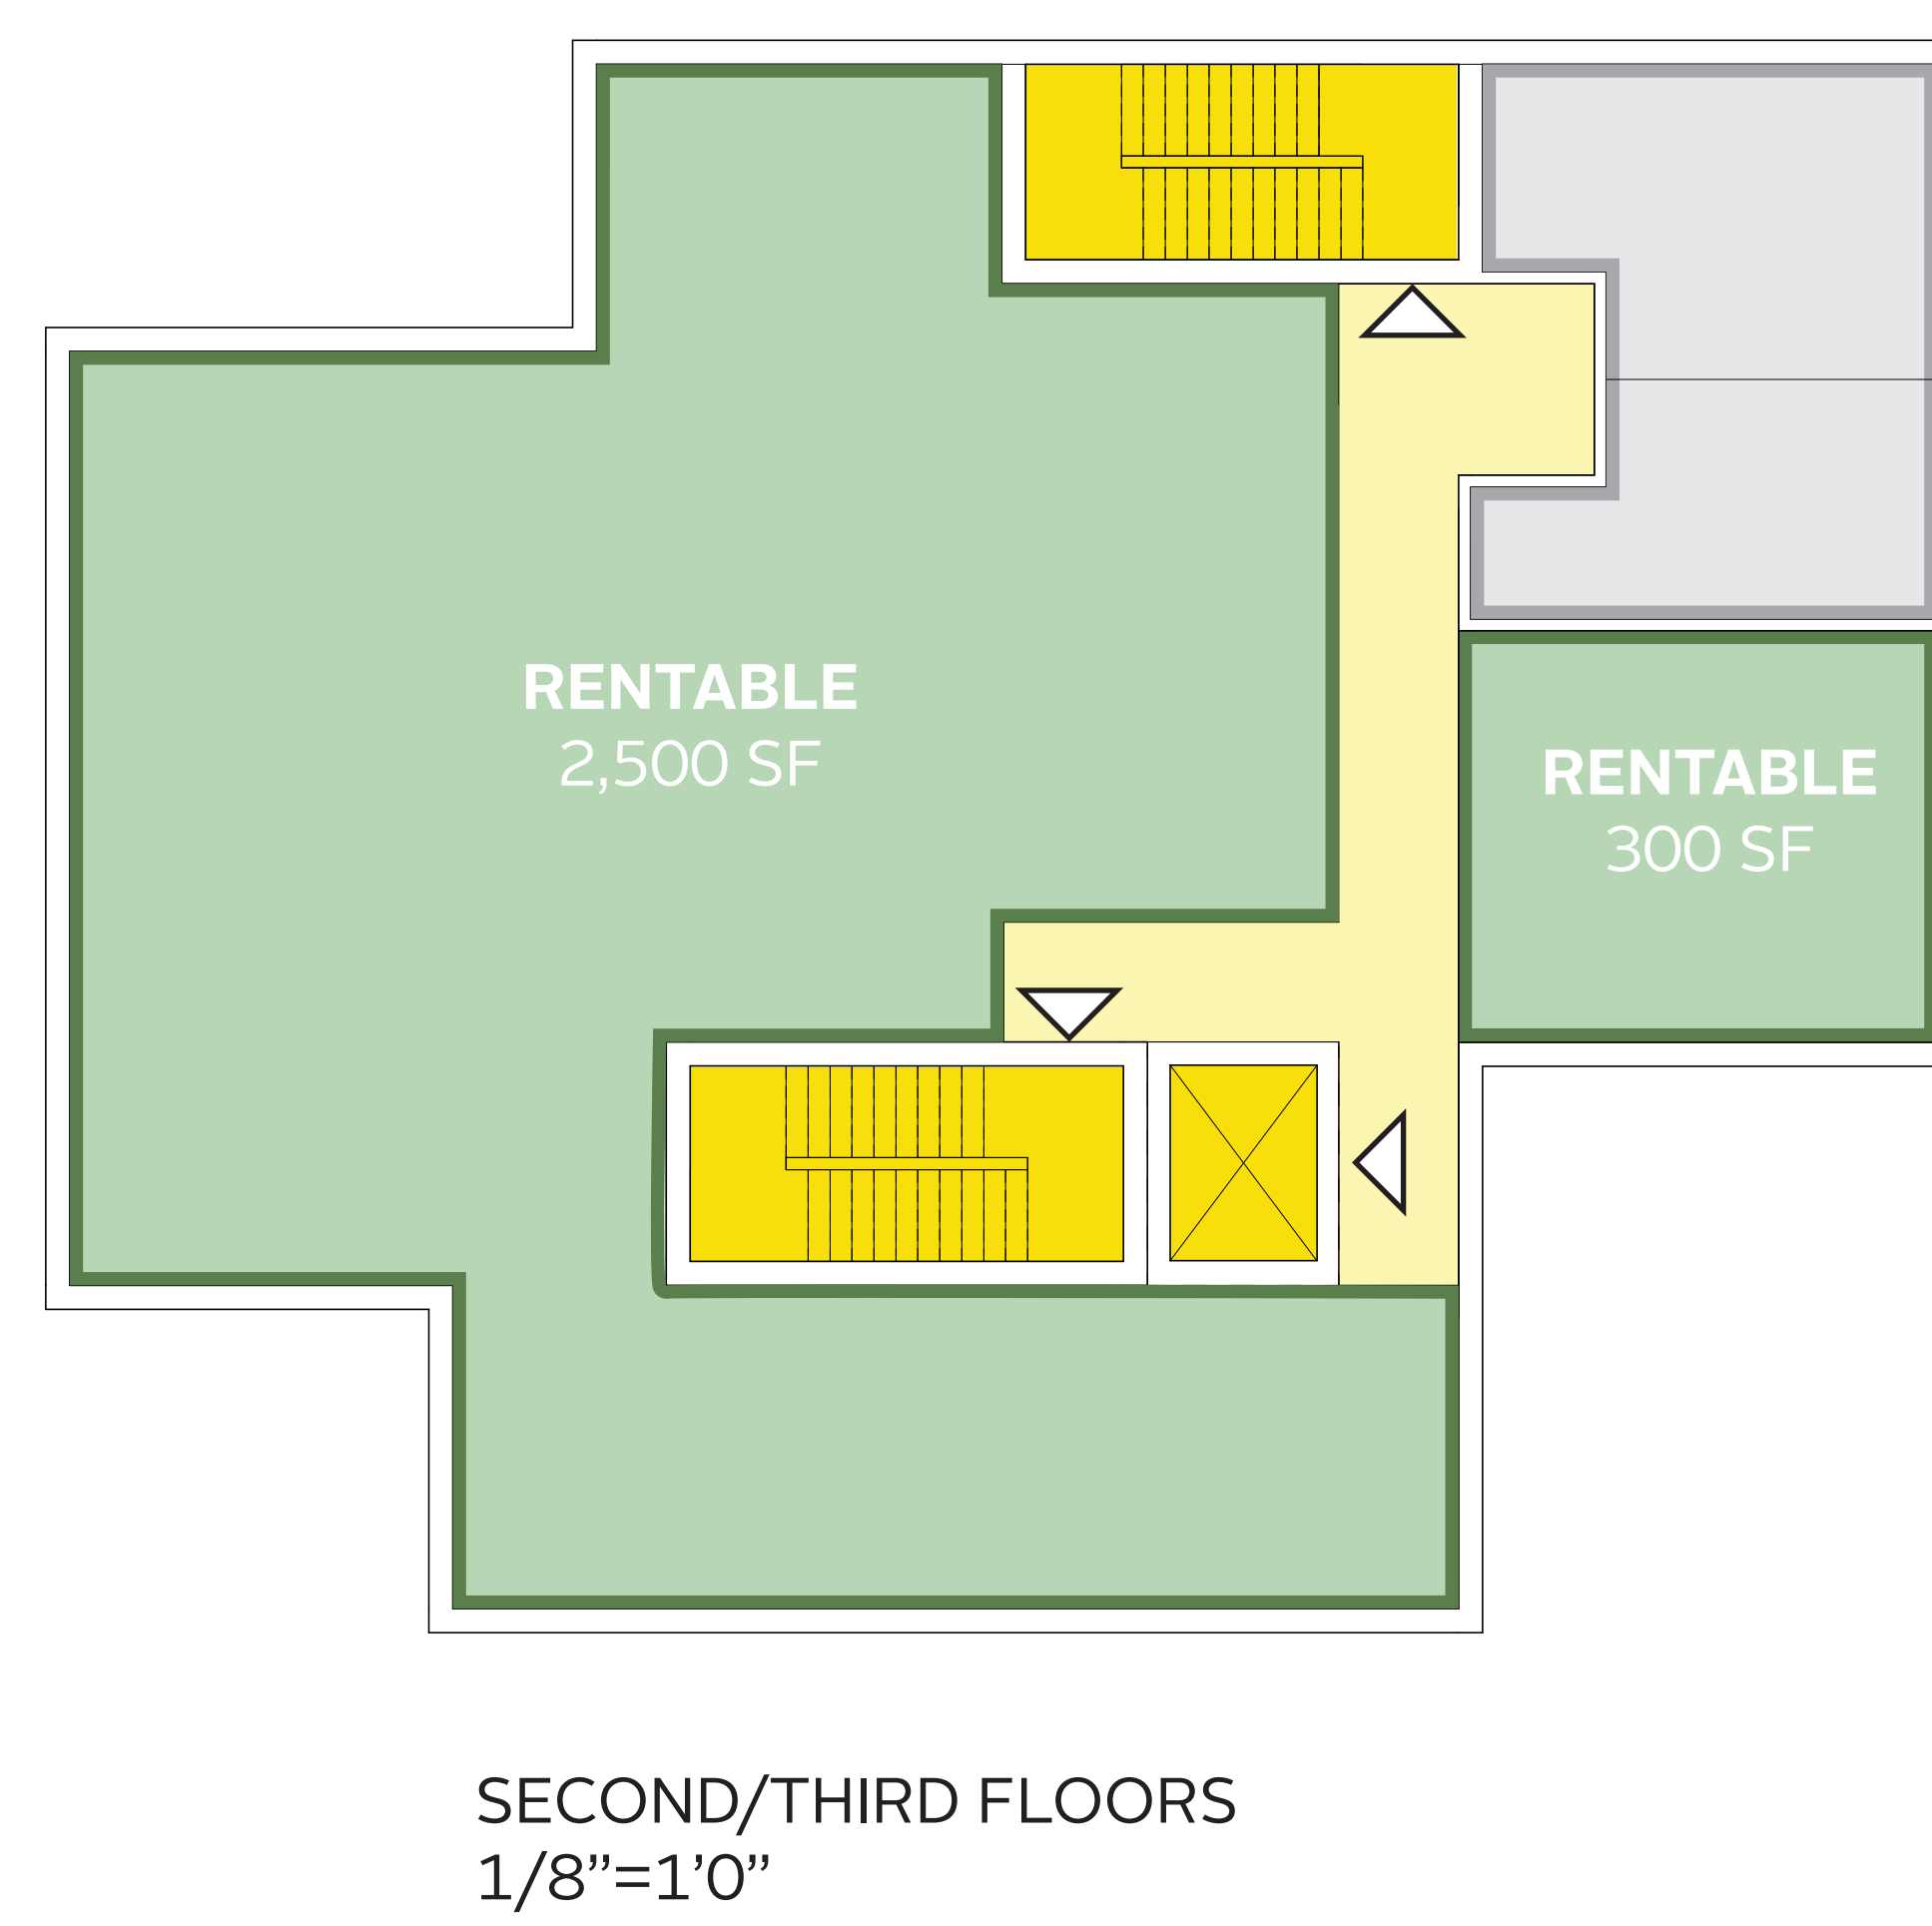 RENTABLE
2,500 SF
RENTABLE
300 SF
SECOND/THIRD FLOORS
1/8”=1’0”